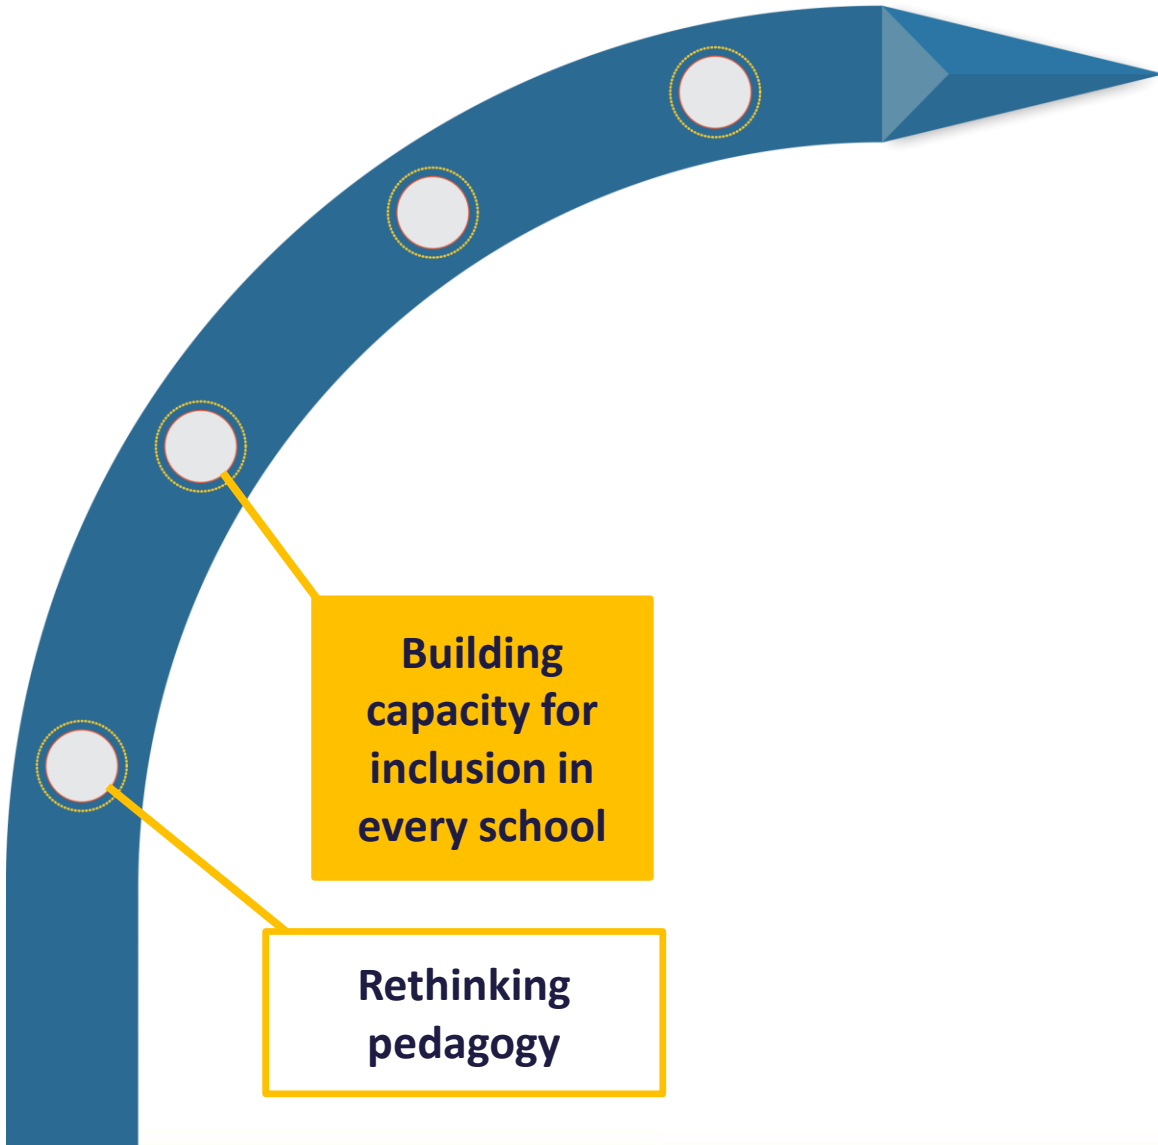 Building
capacity for
inclusion in
every school
Rethinking
pedagogy